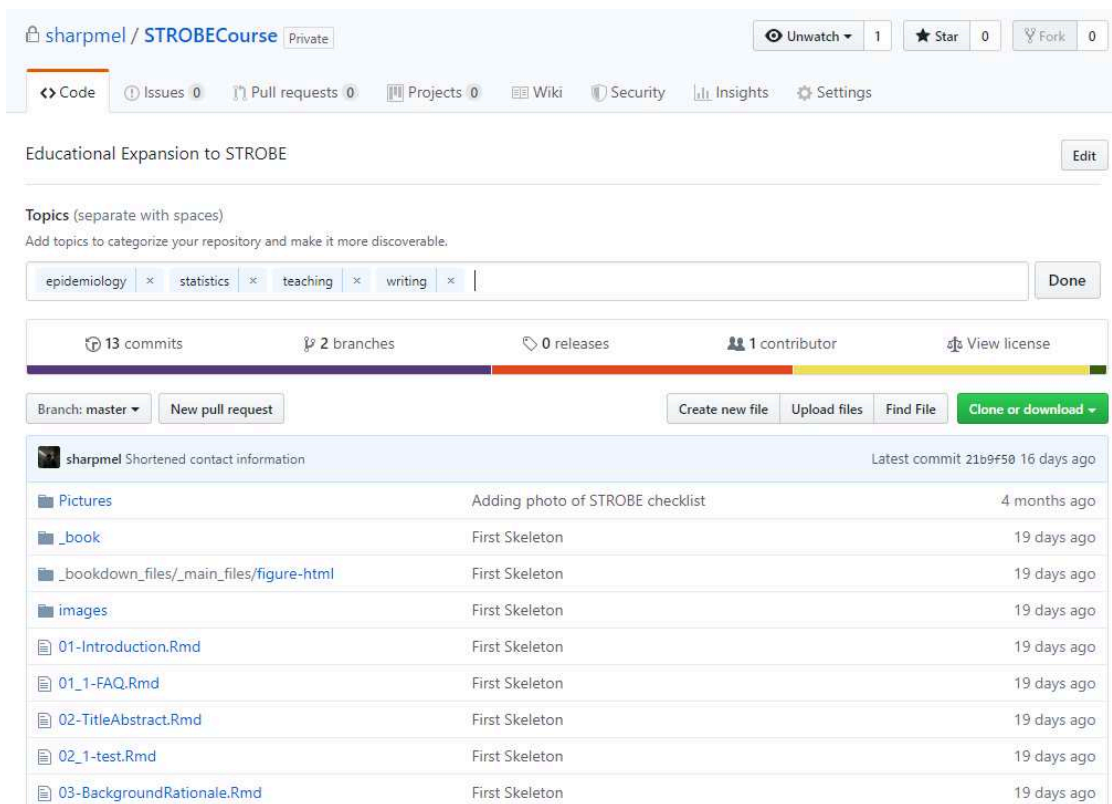 sharpmel / STROBECourse Private Unwatch 1 Star 0 Fork 0
Code Issues 0 Pull requests 0 Projects 0 Wiki Security Insights Settings
Educational Expansion to STROBE Edit
Topics (separate with spaces)
Add topics to categorize your repository and make it more discoverable.
epidemiology × statistics × teaching × writing × Done
13 commits 2 branches 0 releases 1 contributor View license
Branch: master New pull request Create new file Upload files Find File Clone or download
sharpmel Shortened contact information Latest commit 21b9f50 16 days ago
Pictures Adding photo of STROBE checklist 4 months ago
_book First Skeleton 19 days ago
_bookdown_files/_main_files/figure-html First Skeleton 19 days ago
images First Skeleton 19 days ago
01-Introduction.Rmd First Skeleton 19 days ago
01_1-FAQ.Rmd First Skeleton 19 days ago
02-TitleAbstract.Rmd First Skeleton 19 days ago
02_1-test.Rmd First Skeleton 19 days ago
03-BackgroundRationale.Rmd First Skeleton 19 days ago